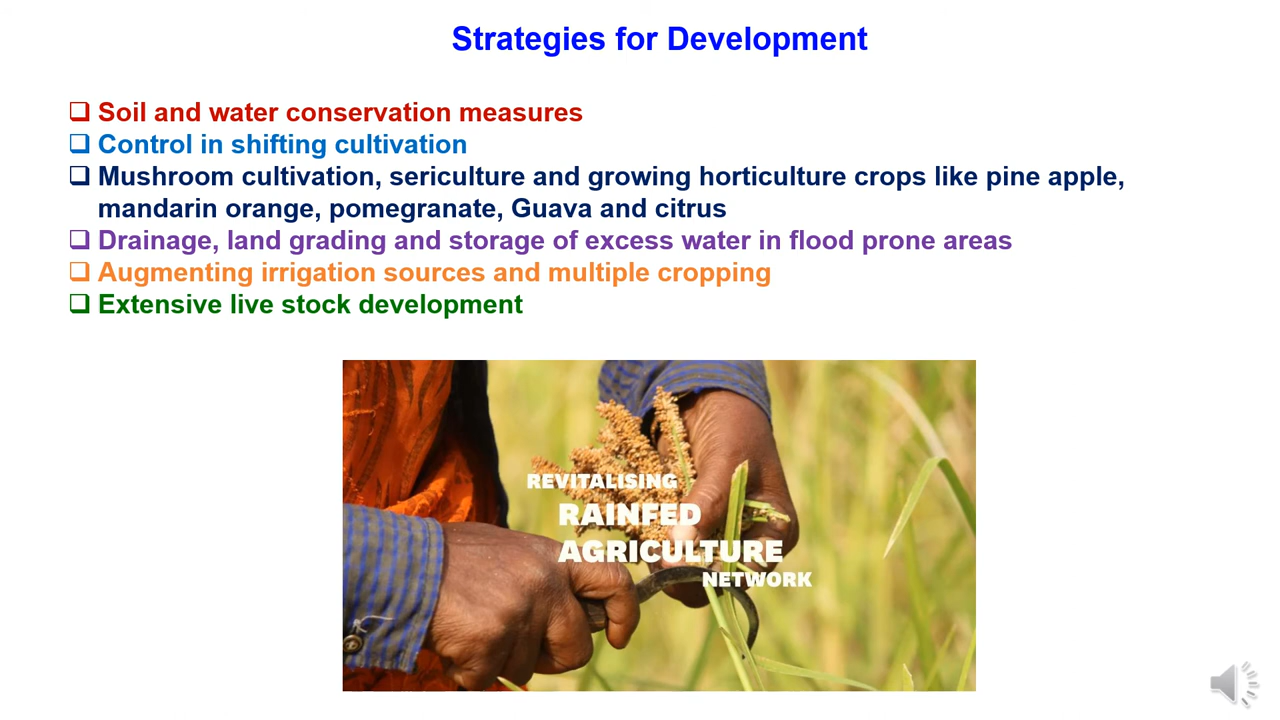 Strategies for Development
❑ Soil and water conservation measures
❑ Control in shifting cultivation
❑ Mushroom cultivation, sericulture and growing horticulture crops like pine apple,
mandarin orange, pomegranate, Guava and citrus
❑ Drainage, land grading and storage of excess water in flood prone areas
❑ Augmenting irrigation sources and multiple cropping
❑ Extensive live stock development
REVITALISING
RAINFED
AGRICULTURE
NETWORK